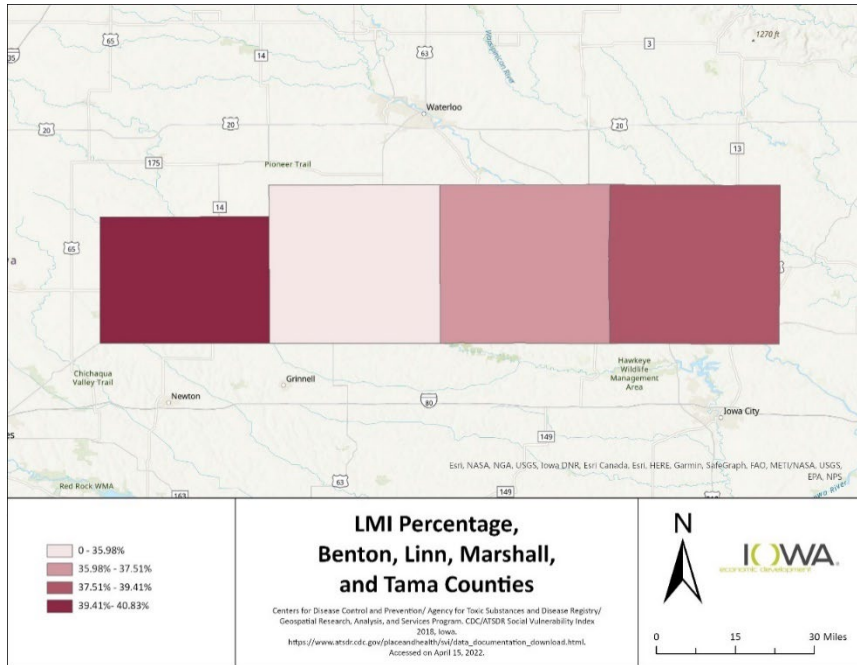 65
14
63
3
1270 ft
35
Wapsipinicon River
Waterloo
20
20
20
13
175
Pioneer Trail
14
65
Chichaqua
Valley Trail
Newton
Grinnell
80
Hawkeye
Wildlife
Management
Area
Iowa City
149
63
Esri, NASA, NGA, USGS, Iowa DNR, Esri Canada, Esri, HERE, Garmin, SafeGraph, FAO, METI/NASA, USGS,
EPA, NPS
Red Rock WMA
163
149
LMI Percentage,
Benton, Linn, Marshall,
and Tama Counties
Centers for Disease Control and Prevention/ Agency for Toxic Substances and Disease Registry/
Geospatial Research, Analysis, and Services Program. CDC/ATSDR Social Vulnerability Index
2018, Iowa.
https://www.atsdr.cdc.gov/placeandhealth/svi/data_documentation_download.html.
Accessed on April 15, 2022.
0 - 35.98%
35.98% - 37.51%
37.51% - 39.41%
39.41%- 40.83%
N
IOWA
economic development
0 15 30 Miles